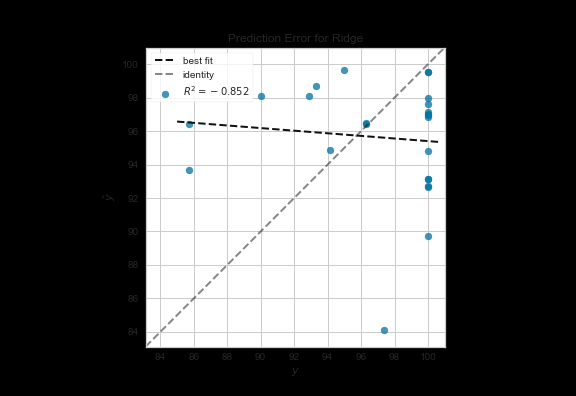 Prediction Error for Ridge
best fit
identity
R² = −0.852
100
98
96
94
92
90
88
86
84
ŷ
84 86 88 90 92 94 96 98 100
y